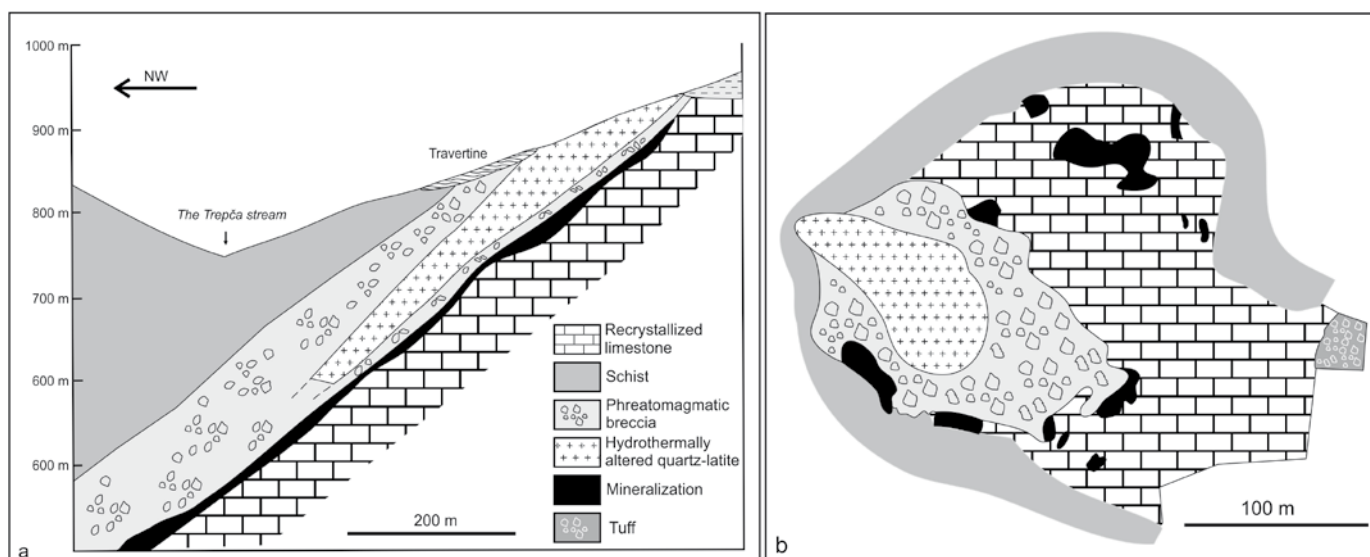 1000 m
NW
900 m
Travertine
800 m
The Trepča stream
700 m
600 m
600 m
Recrystallized
limestone
Schist
Phreatomagmatic
breccia
Hydrothermally
altered quartz-latite
Mineralization
Tuff
200 m
a
100 m
b